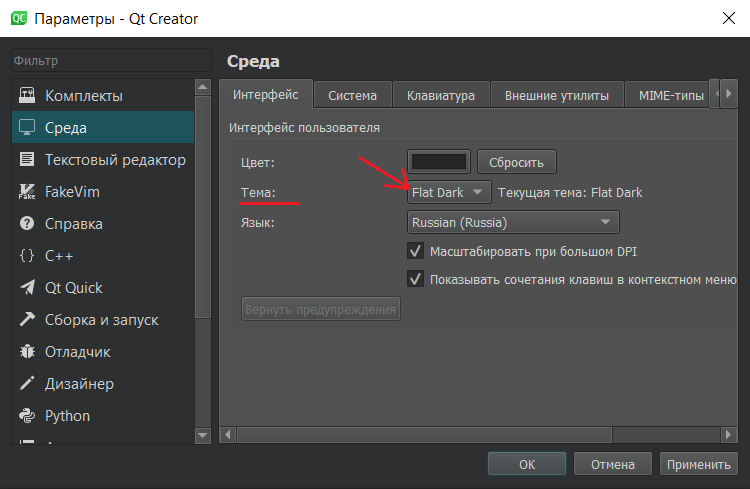 QC Параметры - Qt Creator
Фильтр
Комплекты
Среда
Текстовый редактор
Fake FakeVim
Справка
C++
Qt Quick
Сборка и запуск
Отладчик
Дизайнер
Python
Среда
Интерфейс Система Клавиатура Внешние утилиты MIME-типы
Интерфейс пользователя
Цвет: Сбросить
Тема: Flat Dark Текущая тема: Flat Dark
Язык: Russian (Russia)
Масштабировать при большом DPI
Показывать сочетания клавиш в контекстном меню
Вернуть предупреждения
OK Отмена Применить